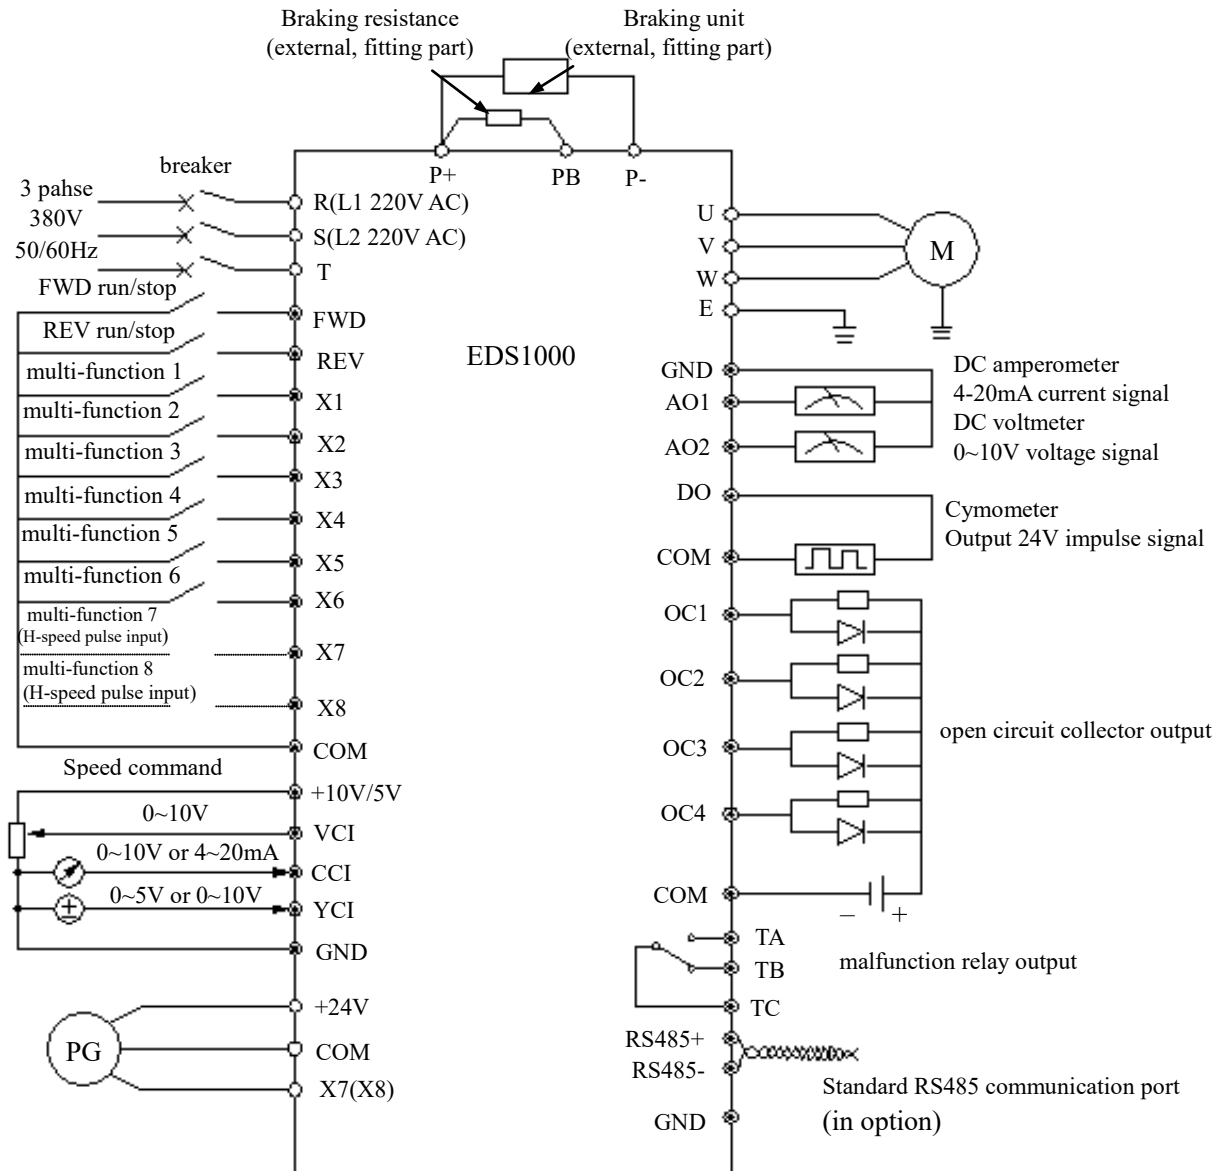 Braking resistance
(external, fitting part)
Braking unit
(external, fitting part)
P+
PB
P-
breaker
3 pahse
380V
50/60Hz
R(L1 220V AC)
S(L2 220V AC)
T
FWD run/stop
FWD
REV run/stop
REV
multi-function 1
X1
multi-function 2
X2
multi-function 3
X3
multi-function 4
X4
multi-function 5
X5
multi-function 6
X6
multi-function 7
(H-speed pulse input)
X7
multi-function 8
(H-speed pulse input)
X8
COM
Speed command
+10V/5V
0~10V
VCI
0~10V or 4~20mA
CCI
0~5V or 0~10V
YCI
GND
PG
+24V
COM
X7(X8)
EDS1000
U
V
W
E
M
GND
AO1
AO2
DC amperometer
4-20mA current signal
DC voltmeter
0~10V voltage signal
DO
COM
Cymometer
Output 24V impulse signal
OC1
OC2
OC3
OC4
open circuit collector output
COM
− +
TA
TB
TC
malfunction relay output
RS485+
RS485-
Standard RS485 communication port
(in option)
GND